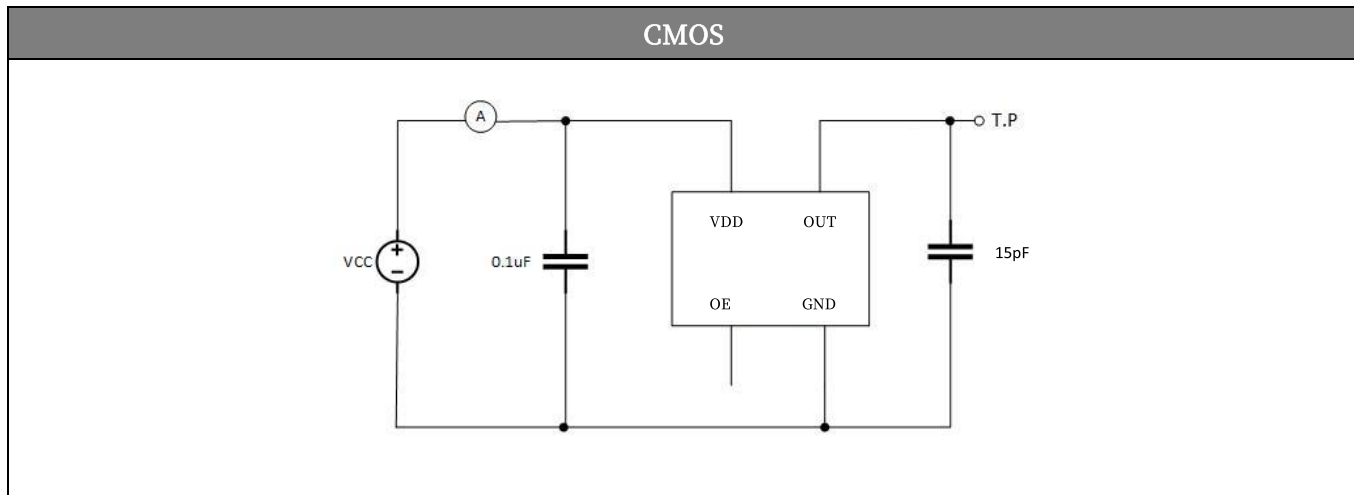 CMOS
A
T.P
VDD
OUT
VCC
+
−
0.1uF
15pF
OE
GND